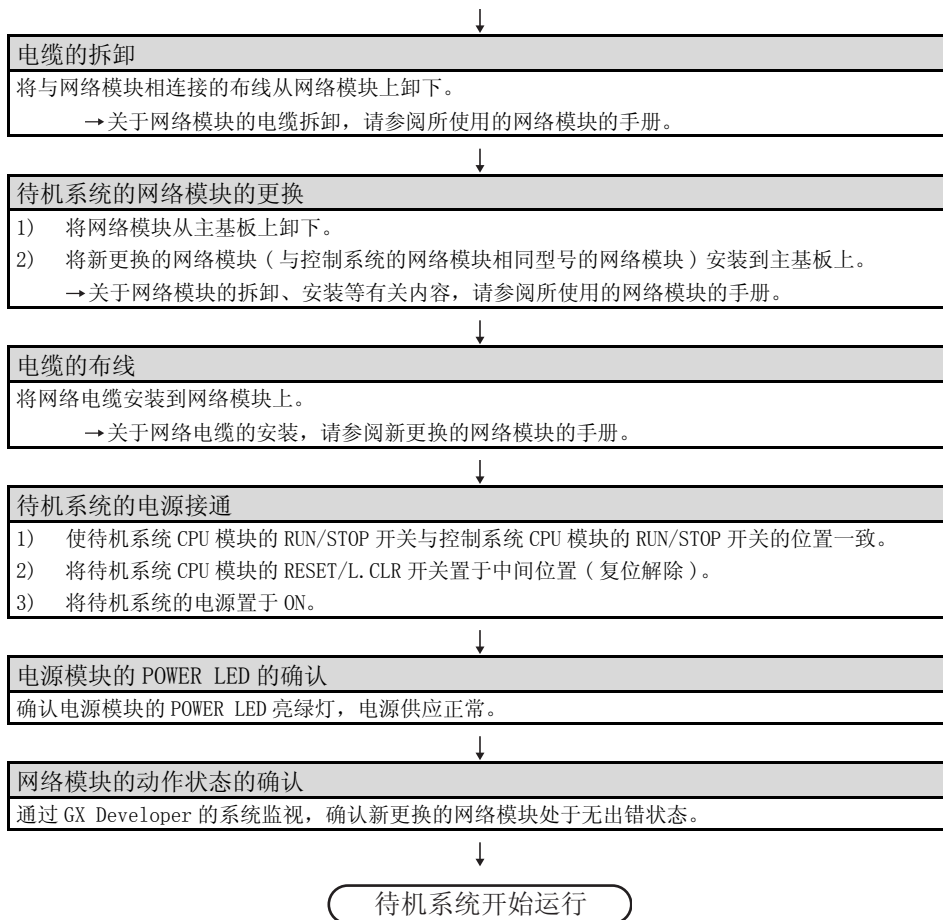 电缆的拆卸
将与网络模块相连接的布线从网络模块上卸下。
→关于网络模块的电缆拆卸，请参阅所使用的网络模块的手册。
待机系统的网络模块的更换
1) 将网络模块从主基板上卸下。
2) 将新更换的网络模块 ( 与控制系统的网络模块相同型号的网络模块 ) 安装到主基板上。
→关于网络模块的拆卸、安装等有关内容，请参阅所使用的网络模块的手册。
电缆的布线
将网络电缆安装到网络模块上。
→关于网络电缆的安装，请参阅新更换的网络模块的手册。
待机系统的电源接通
1) 使待机系统 CPU 模块的 RUN/STOP 开关与控制系统 CPU 模块的 RUN/STOP 开关的位置一致。
2) 将待机系统 CPU 模块的 RESET/L.CLR 开关置于中间位置 ( 复位解除 )。
3) 将待机系统的电源置于 ON。
电源模块的 POWER LED 的确认
确认电源模块的 POWER LED 亮绿灯，电源供应正常。
网络模块的动作状态的确认
通过 GX Developer 的系统监视，确认新更换的网络模块处于无出错状态。
待机系统开始运行